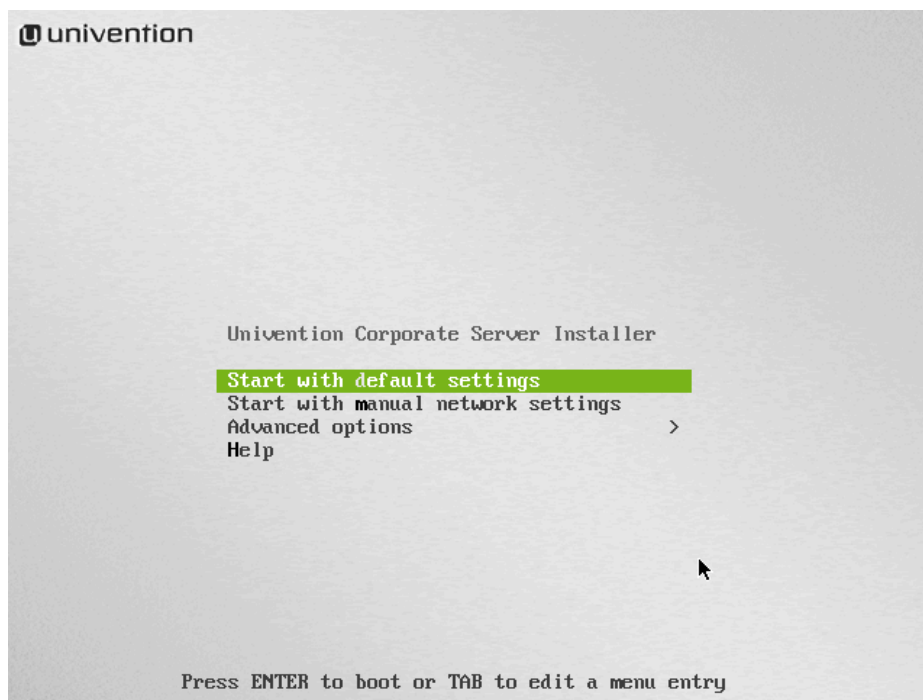 univention
Univention Corporate Server Installer
Start with default settings
Start with manual network settings
Advanced options >
Help
Press ENTER to boot or TAB to edit a menu entry